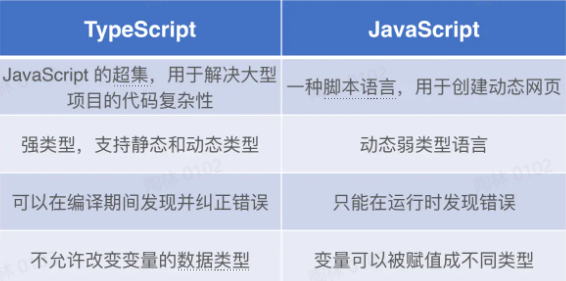 TypeScript JavaScript
JavaScript 的超集，用于解决大型
项目的代码复杂性
一种脚本语言，用于创建动态网页
强类型，支持静态和动态类型
动态弱类型语言
可以在编译期间发现并纠正错误
只能在运行时发现错误
不允许改变变量的数据类型
变量可以被赋值成不同类型